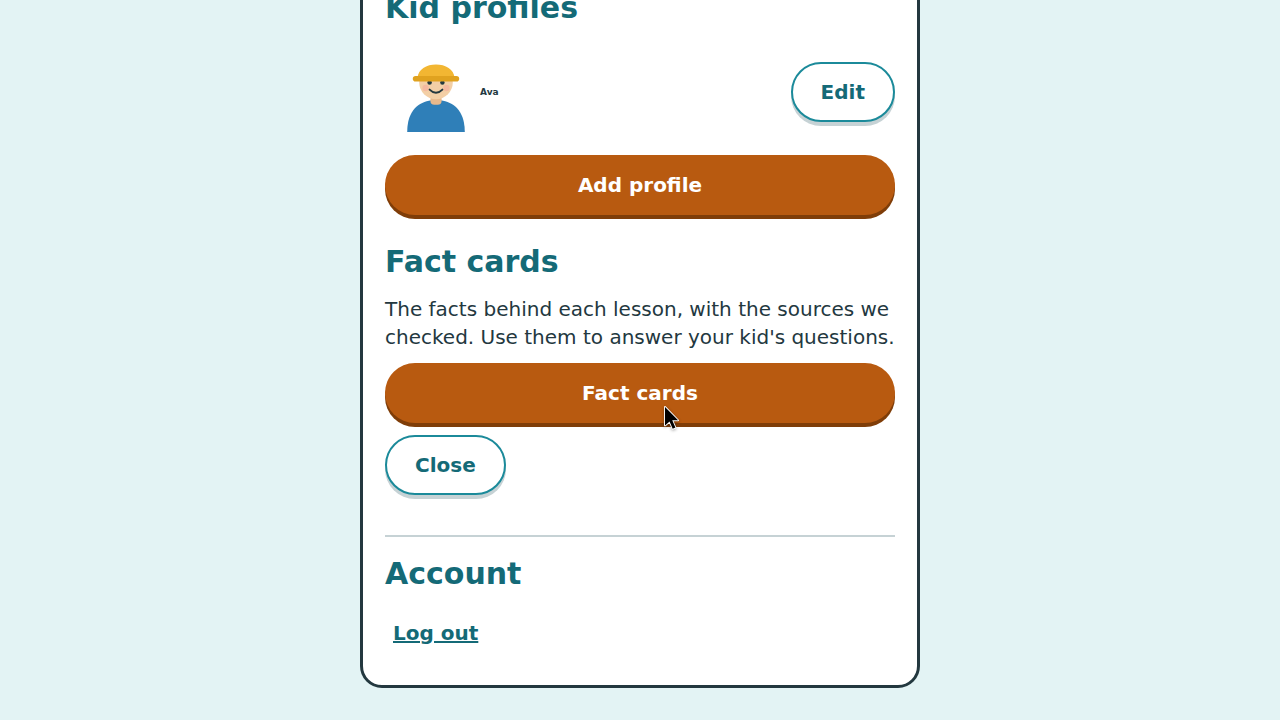 Kid profiles
Ava
Edit
Add profile
Fact cards
The facts behind each lesson, with the sources we
checked. Use them to answer your kid's questions.
Fact cards
Close
Account
Log out